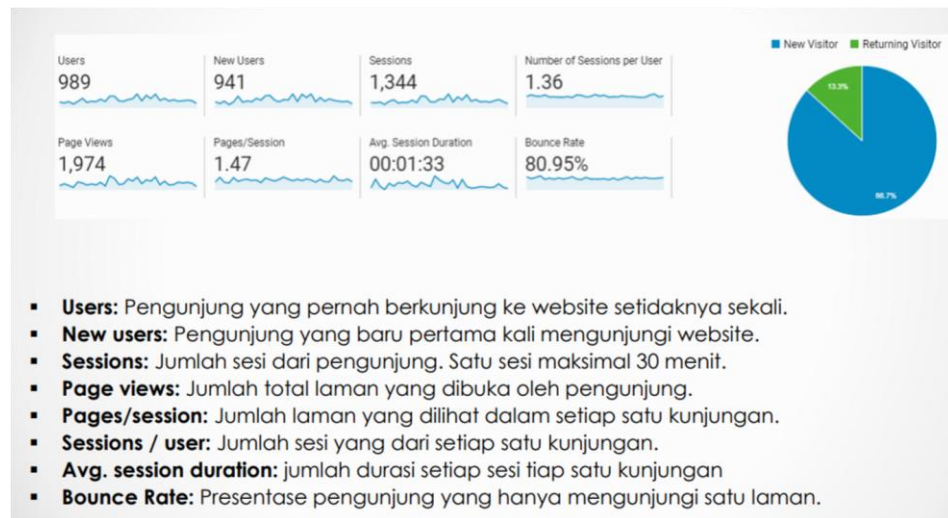 New Visitor Returning Visitor
Users New Users Sessions Number of Sessions per User
989 941 1,344 1.36
13.3%
Page Views Pages/Session Avg. Session Duration Bounce Rate
1,974 1.47 00:01:33 80.95%
86.7%
▪ Users: Pengunjung yang pernah berkunjung ke website setidaknya sekali.
▪ New users: Pengunjung yang baru pertama kali mengunjungi website.
▪ Sessions: Jumlah sesi dari pengunjung. Satu sesi maksimal 30 menit.
▪ Page views: Jumlah total laman yang dibuka oleh pengunjung.
▪ Pages/session: Jumlah laman yang dilihat dalam setiap satu kunjungan.
▪ Sessions / user: Jumlah sesi yang dari setiap satu kunjungan.
▪ Avg. session duration: jumlah durasi setiap sesi tiap satu kunjungan
▪ Bounce Rate: Presentase pengunjung yang hanya mengunjungi satu laman.